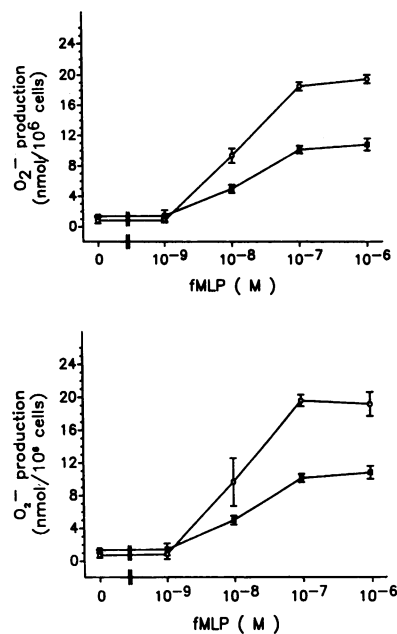 24
20
16
12
8
4
0
O₂⁻ production
(nmol/10⁶ cells)
0 10⁻⁹ 10⁻⁸ 10⁻⁷ 10⁻⁶
fMLP ( M )
24
20
16
12
8
4
0
O₂⁻ production
(nmol/10⁶ cells)
0 10⁻⁹ 10⁻⁸ 10⁻⁷ 10⁻⁶
fMLP ( M )